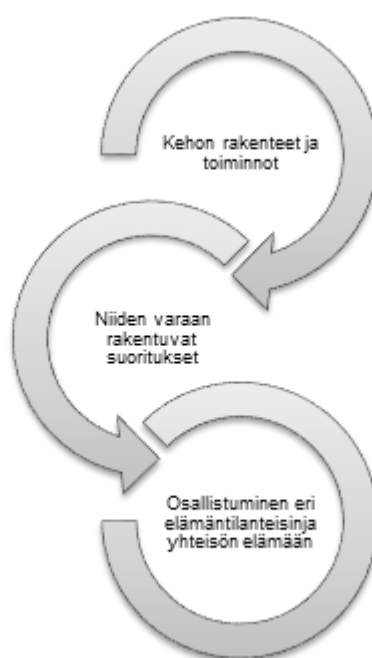 Kehon rakenteet ja
toiminnot
Niiden varaan
rakentuvat
suoritukset
Osallistuminen eri
elämäntilanteisinja
yhteisön elämään